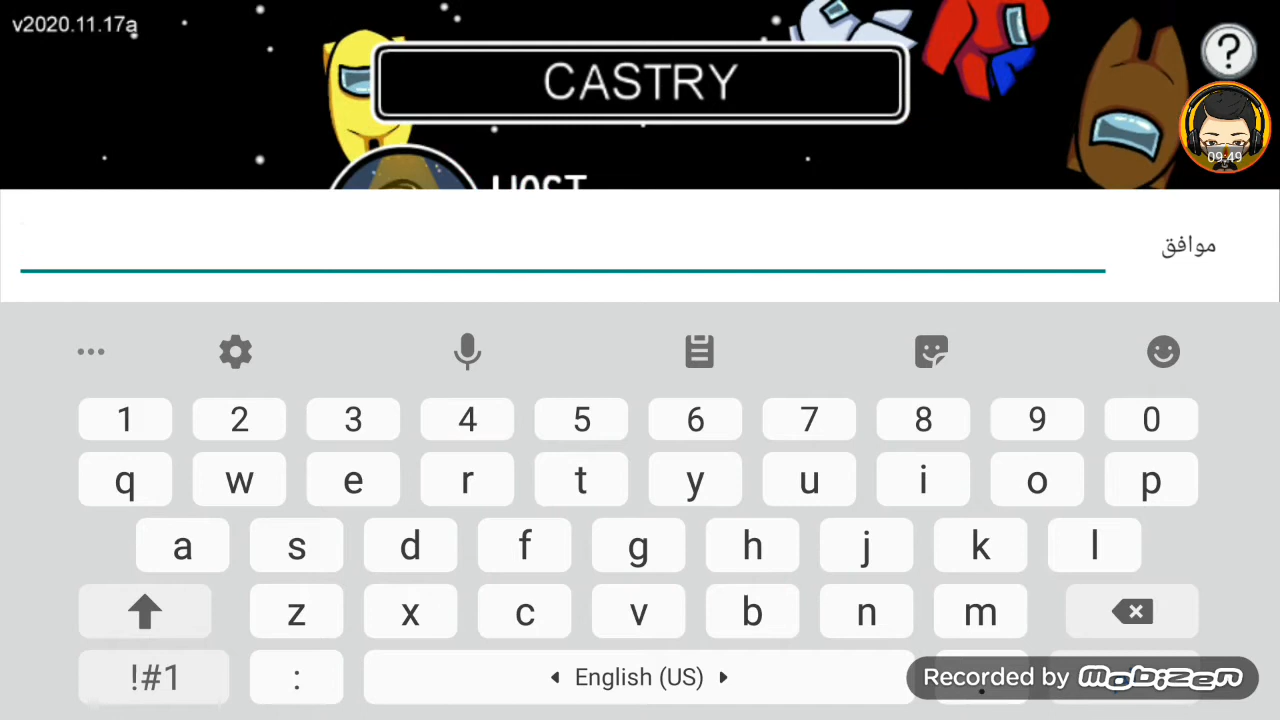 v2020.11.17a
CASTRY
?
09:49
HOST
موافق
1 2 3 4 5 6 7 8 9 0
q w e r t y u i o p
a s d f g h j k l
z x c v b n m
!#1 : English (US) .
Recorded by mobizen